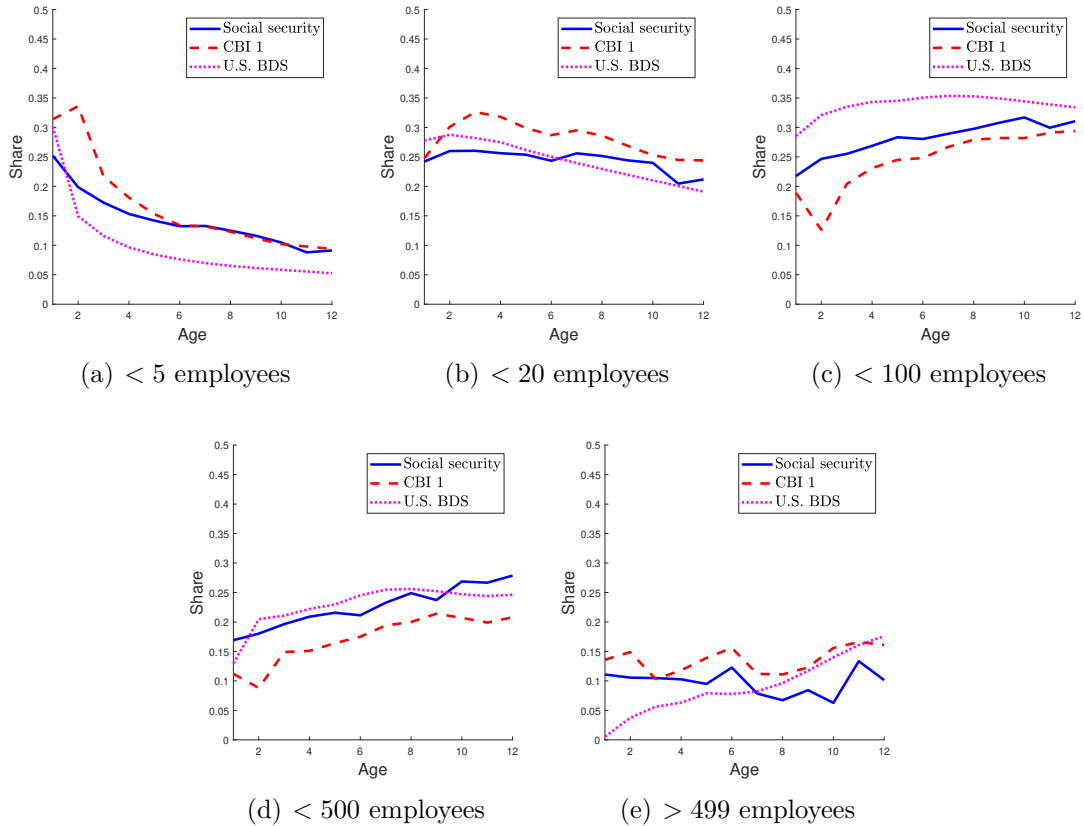 0.5
0.45
0.4
0.35
0.3
0.25
0.2
0.15
0.1
0.05
0
Share
Social security
CBI 1
U.S. BDS
2 4 6 8 10 12
Age
(a) < 5 employees
0.5
0.45
0.4
0.35
0.3
0.25
0.2
0.15
0.1
0.05
0
Share
Social security
CBI 1
U.S. BDS
2 4 6 8 10 12
Age
(b) < 20 employees
0.5
0.45
0.4
0.35
0.3
0.25
0.2
0.15
0.1
0.05
0
Share
Social security
CBI 1
U.S. BDS
2 4 6 8 10 12
Age
(c) < 100 employees
0.5
0.45
0.4
0.35
0.3
0.25
0.2
0.15
0.1
0.05
0
Share
Social security
CBI 1
U.S. BDS
2 4 6 8 10 12
Age
(d) < 500 employees
0.5
0.45
0.4
0.35
0.3
0.25
0.2
0.15
0.1
0.05
0
Share
Social security
CBI 1
U.S. BDS
2 4 6 8 10 12
Age
(e) > 499 employees